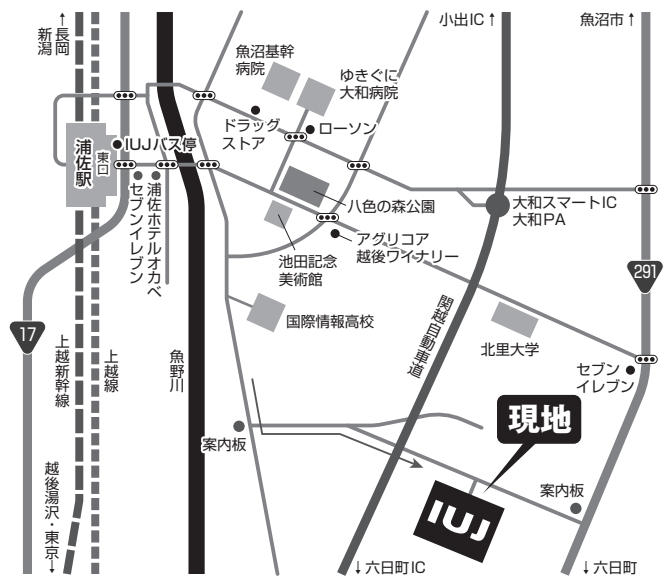 ↑長岡
新潟
小出IC↑
魚沼市↑
魚沼基幹
病院
ゆきぐに
大和病院
ドラッグ
ストア
ローソン
IUJバス停
浦佐駅
東口
セブンイレブン
浦佐ホテルオカベ
八色の森公園
大和スマートIC
大和PA
アグリコア
越後ワイナリー
池田記念
美術館
291
関越自動車道
国際情報高校
17
北里大学
上越新幹線
上越線
魚野川
セブン
イレブン
現地
案内板
案内板
IUJ
越後湯沢・東京↓
↓六日町IC
↓六日町